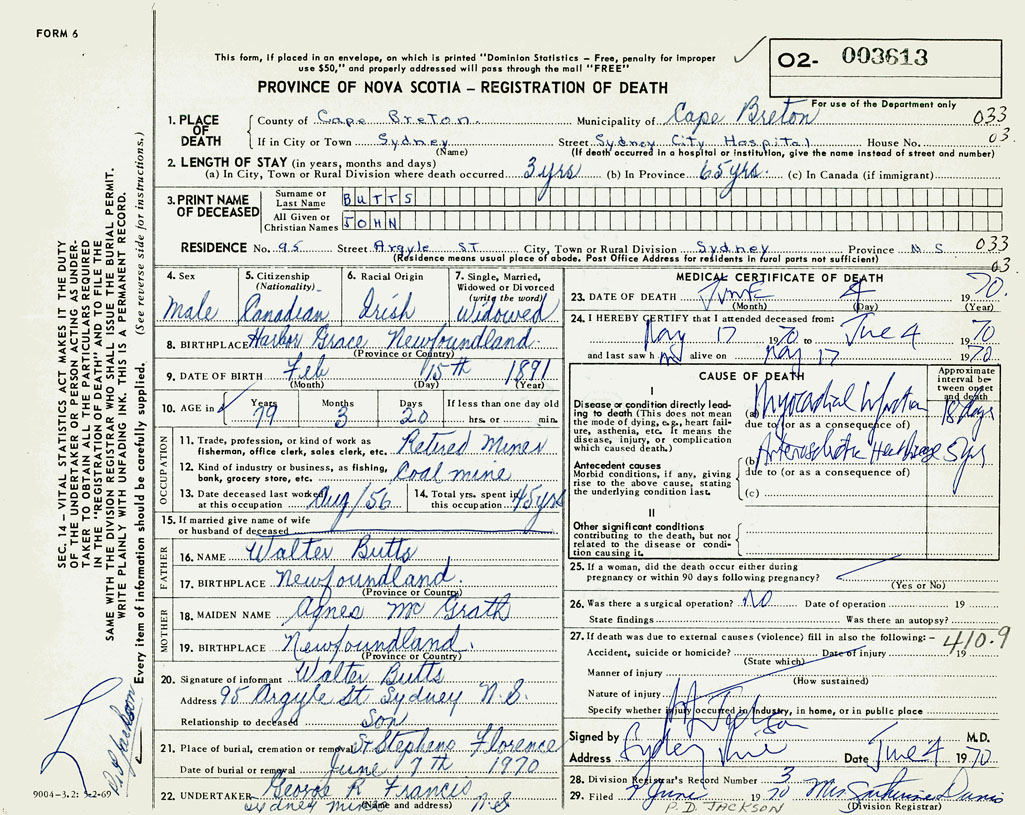 FORM 6
This form, if placed in an envelope, on which is printed "Dominion Statistics – Free, penalty for improper
use $50," and properly addressed will pass through the mail "FREE"
O2- 003613
PROVINCE OF NOVA SCOTIA – REGISTRATION OF DEATH
For use of the Department only
1. PLACE OF DEATH County of Cape Breton. Municipality of Cape Breton 033
If in City or Town Sydney Street Sydney City Hospital House No. 03.
(Name) (If death occurred in a hospital or institution, give the name instead of street and number)
2. LENGTH OF STAY (in years, months and days)
(a) In City, Town or Rural Division where death occurred 3 yrs (b) In Province 65 yrs. (c) In Canada (if immigrant)
3. PRINT NAME OF DECEASED
Surname or Last Name BUTTS
All Given or Christian Names JOHN
RESIDENCE No. 95 Street Argyle ST. City, Town or Rural Division Sydney Province N S 033
(Residence means usual place of abode. Post Office Address for residents in rural parts not sufficient) 03.
4. Sex Male
5. Citizenship (Nationality) Canadian
6. Racial Origin Irish
7. Single, Married, Widowed or Divorced (write the word) Widowed
8. BIRTHPLACE Harbor Grace Newfoundland.
(Province or Country)
9. DATE OF BIRTH Feb 15th 1891
(Month) (Day) (Year)
10. AGE in Years 79 Months 3 Days 20 If less than one day old hrs. or min.
OCCUPATION
11. Trade, profession, or kind of work as fisherman, office clerk, sales clerk, etc. Retired Miner
12. Kind of industry or business, as fishing, bank, grocery store, etc. Coal mine
13. Date deceased last worked at this occupation Aug/56
14. Total yrs. spent in this occupation 45 yrs
15. If married give name of wife or husband of deceased
FATHER
16. NAME Walter Butts
17. BIRTHPLACE Newfoundland.
(Province or Country)
MOTHER
18. MAIDEN NAME Agnes Mc Grath
19. BIRTHPLACE Newfoundland.
(Province or Country)
20. Signature of informant Walter Butts
Address 95 Argyle St Sydney N.S.
Relationship to deceased Son
21. Place of burial, cremation or removal St Stephens Florence
Date of burial or removal June 7th 1970
22. UNDERTAKER George R Francis
(Name and address) Sydney mines N.S
MEDICAL CERTIFICATE OF DEATH
23. DATE OF DEATH June 4 1970.
(Month) (Day) (Year)
24. I HEREBY CERTIFY that I attended deceased from:
May 17 1970 to June 4 1970
and last saw h m alive on May 17 1970
CAUSE OF DEATH
Approximate interval between onset and death
I
Disease or condition directly leading to death (This does not mean the mode of dying, e.g., heart failure, asthenia, etc. It means the disease, injury, or complication which caused death.)
(a) Myocardial Infarction 18 days
due to (or as a consequence of)
Antecedent causes
Morbid conditions, if any, giving rise to the above cause, stating the underlying condition last.
(b) 5 yrs
due to (or as a consequence of)
(c)
II
Other significant conditions
contributing to the death, but not related to the disease or condition causing it.
25. If a woman, did the death occur either during
pregnancy or within 90 days following pregnancy?
(Yes or No)
26. Was there a surgical operation? NO Date of operation 19
State findings Was there an autopsy?
27. If death was due to external causes (violence) fill in also the following: – 410.9
Accident, suicide or homicide? Date of injury 19
(State which)
Manner of injury
(How sustained)
Nature of injury
Specify whether injury occurred in industry, in home, or in public place
Signed by M.D.
Address Sydney Date June 4 1970
28. Division Registrar's Record Number 3
29. Filed 7 June 1970 Mrs
P.D. JACKSON (Division Registrar)
SEC. 14 – VITAL STATISTICS ACT MAKES IT THE DUTY
OF THE UNDERTAKER OR PERSON ACTING AS UNDER-
TAKER TO OBTAIN ALL THE PARTICULARS REQUIRED
IN THE "REGISTRATION OF DEATH" AND FILE THE
SAME WITH THE DIVISION REGISTRAR WHO SHALL ISSUE THE BURIAL PERMIT.
WRITE PLAINLY WITH UNFADING INK. THIS IS A PERMANENT RECORD.
Every item of information should be carefully supplied. (See reverse side for instructions.)
P.D. Jackson
9004-3.2: 3-2-69